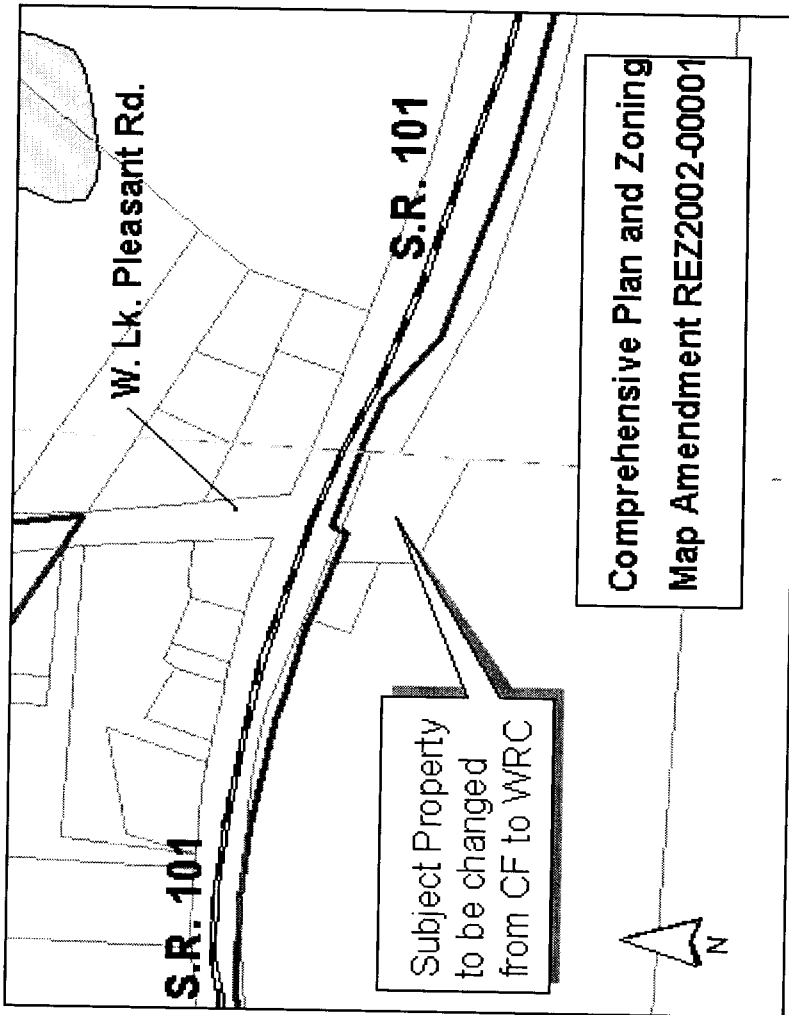 W. Lk. Pleasant Rd.
S.R. 101
S.R. 101
Subject Property
to be changed
from CF to WRC
Comprehensive Plan and Zoning
Map Amendment REZ2002-00001
N